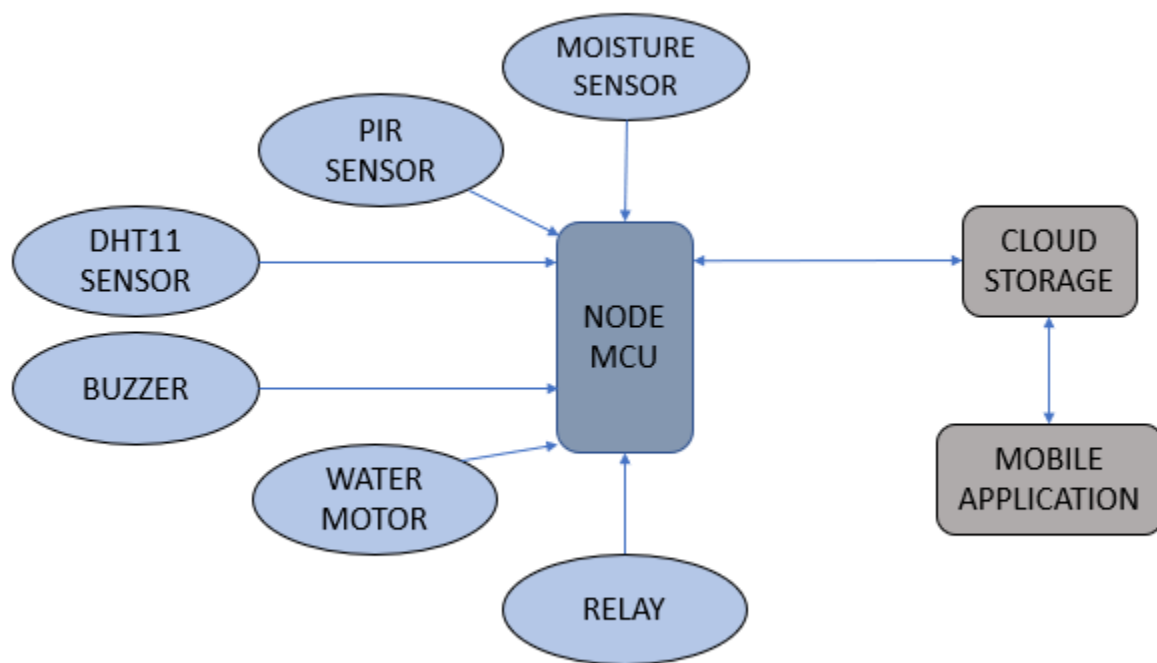 MOISTURE
SENSOR
PIR
SENSOR
DHT11
SENSOR
BUZZER
WATER
MOTOR
RELAY
NODE
MCU
CLOUD
STORAGE
MOBILE
APPLICATION